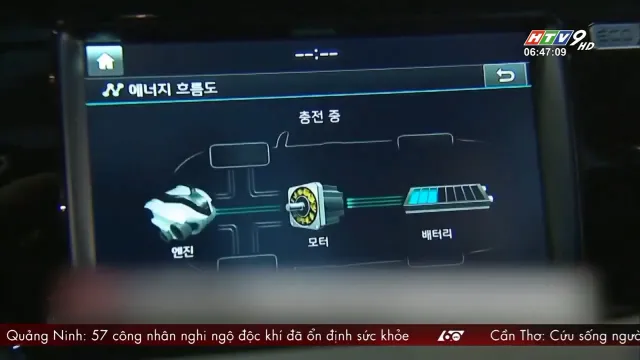 --:--
HTV9 HD
ECO
06:47:09
에너지 흐름도
충전 중
엔진
모터
배터리
Quảng Ninh: 57 công nhân nghi ngộ độc khí đã ổn định sức khỏe
60
Cần Thơ: Cứu sống ngườ